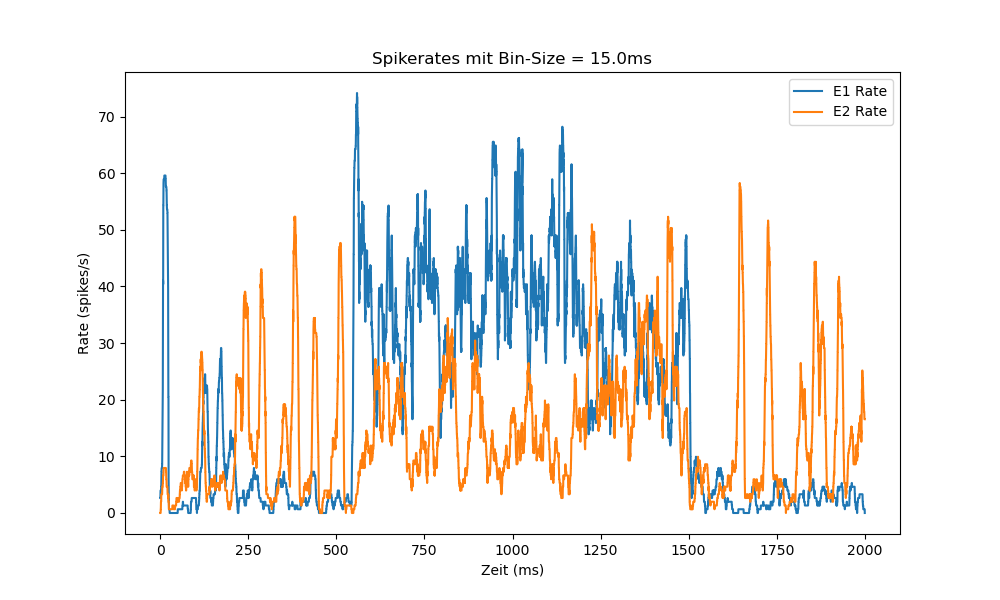 Spikerates mit Bin-Size = 15.0ms
E1 Rate
E2 Rate
Rate (spikes/s)
70
60
50
40
30
20
10
0
0 250 500 750 1000 1250 1500 1750 2000
Zeit (ms)